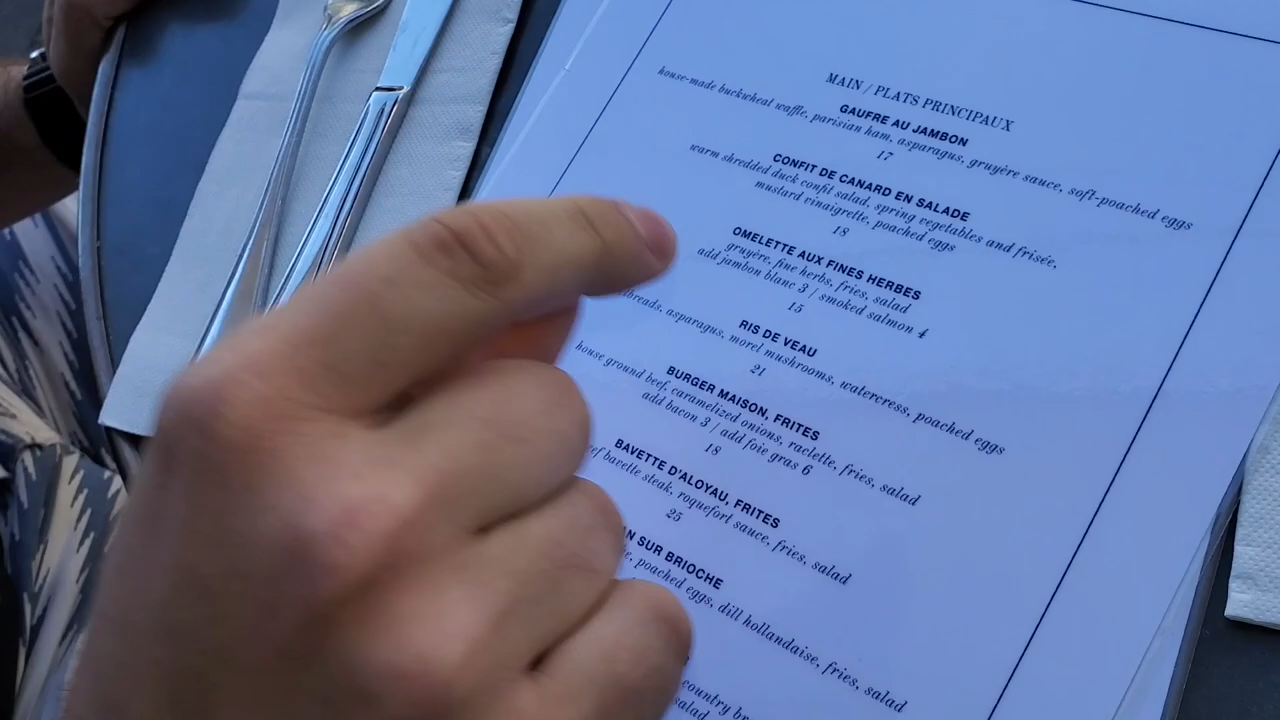 MAIN / PLATS PRINCIPAUX
GAUFRE AU JAMBON
house-made buckwheat waffle, parisian ham, asparagus, gruyère sauce, soft-poached eggs
17
CONFIT DE CANARD EN SALADE
warm shredded duck confit salad, spring vegetables and frisée,
mustard vinaigrette, poached eggs
18
OMELETTE AUX FINES HERBES
gruyère, fine herbs, fries, salad
add jambon blanc 3 / smoked salmon 4
15
RIS DE VEAU
asparagus, morel mushrooms, watercress, poached eggs
21
BURGER MAISON, FRITES
house ground beef, caramelized onions, raclette, fries, salad
add bacon 3 / add foie gras 6
18
BAVETTE D'ALOYAU, FRITES
bavette steak, roquefort sauce, fries, salad
25
SUR BRIOCHE
poached eggs, dill hollandaise, fries, salad
country
salad